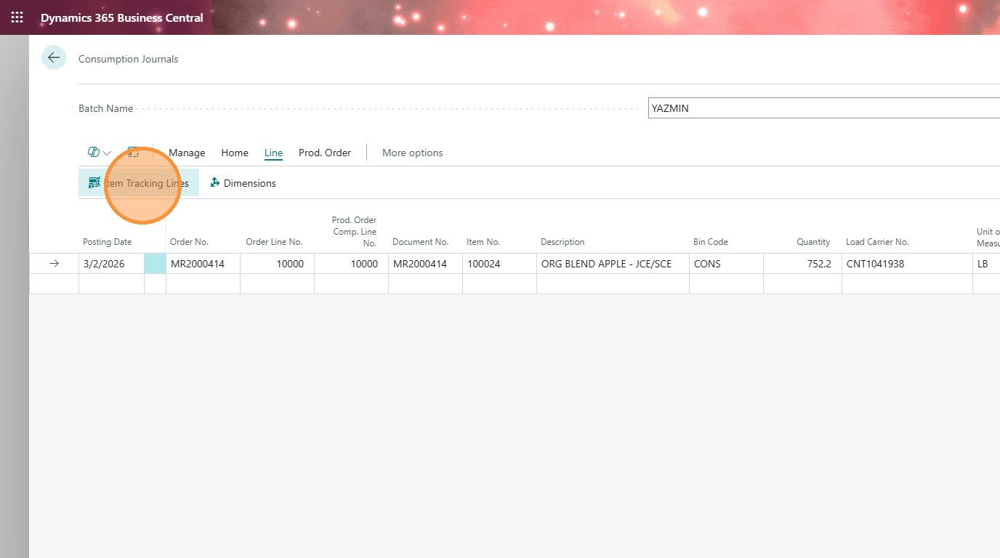 Dynamics 365 Business Central
Consumption Journals
Batch Name
YAZMIN
Manage Home Line Prod. Order More options
Item Tracking Lines Dimensions
Posting Date Order No. Order Line No. Prod. Order Comp. Line No. Document No. Item No. Description Bin Code Quantity Load Carrier No. Unit o
Measu
3/2/2026 MR2000414 10000 10000 MR2000414 100024 ORG BLEND APPLE - JCE/SCE CONS 752.2 CNT1041938 LB